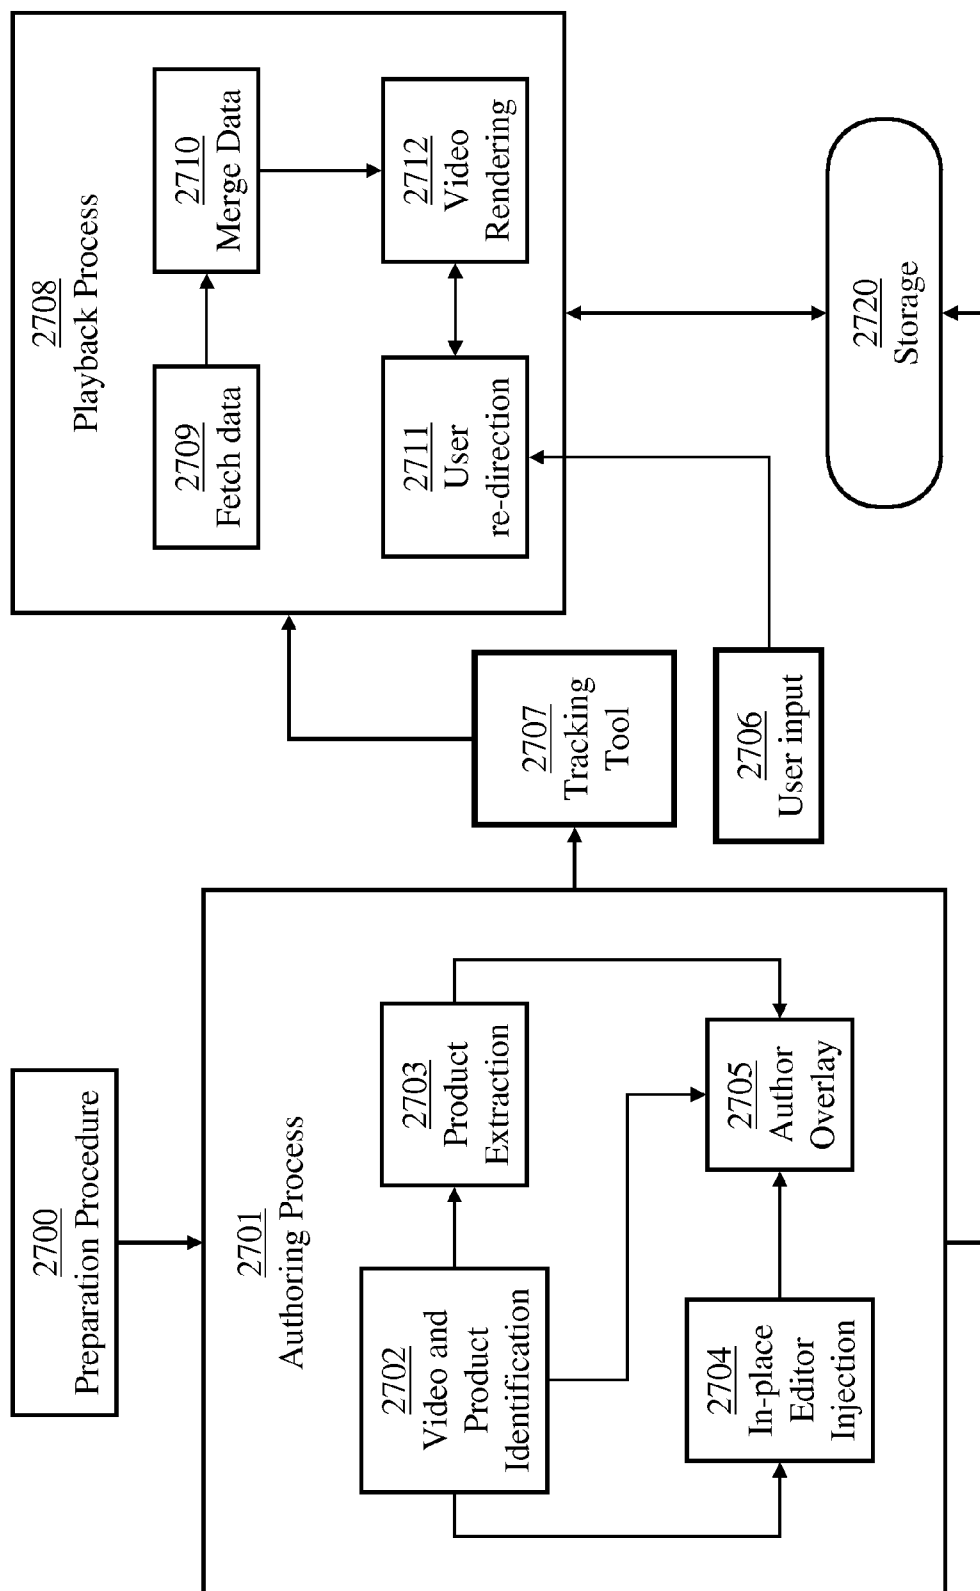 2700
Preparation Procedure
2701
Authoring Process
2702
Video and
Product
Identification
2703
Product
Extraction
2704
In-place
Editor
Injection
2705
Author
Overlay
2707
Tracking
Tool
2706
User input
2708
Playback Process
2709
Fetch data
2710
Merge Data
2711
User
re-direction
2712
Video
Rendering
2720
Storage